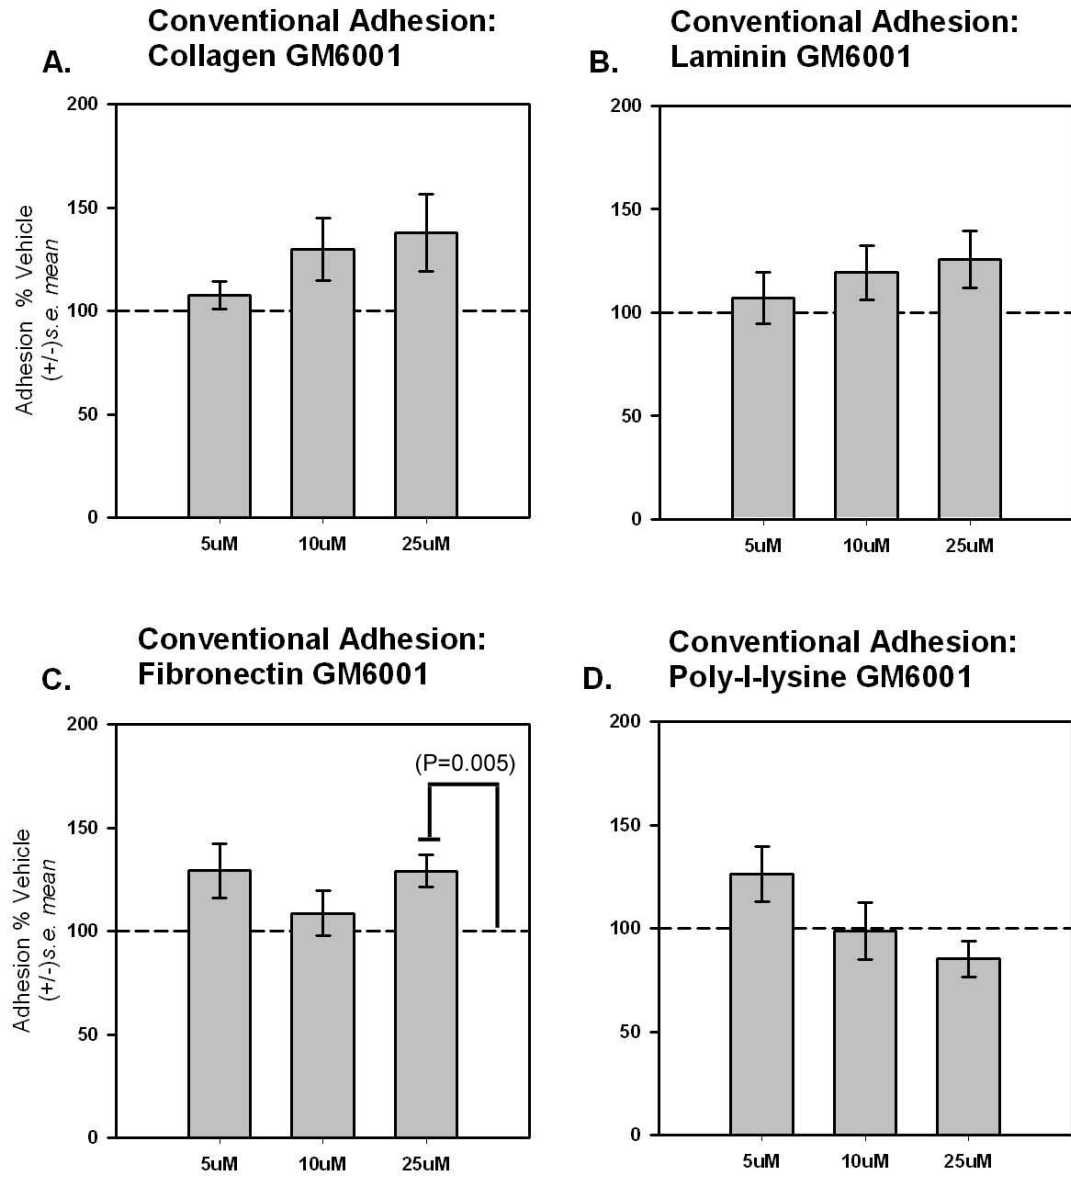 Conventional Adhesion:
A. Collagen GM6001
200
150
100
50
0
Adhesion % Vehicle
(+/-)s.e. mean
5uM 10uM 25uM
Conventional Adhesion:
B. Laminin GM6001
200
150
100
50
0
5uM 10uM 25uM
Conventional Adhesion:
C. Fibronectin GM6001
200
150
100
50
0
Adhesion % Vehicle
(+/-)s.e. mean
(P=0.005)
5uM 10uM 25uM
Conventional Adhesion:
D. Poly-l-lysine GM6001
200
150
100
50
0
5uM 10uM 25uM